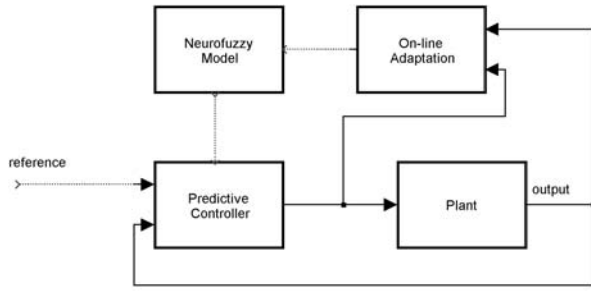 Neurofuzzy
Model
On-line
Adaptation
reference
Predictive
Controller
Plant
output